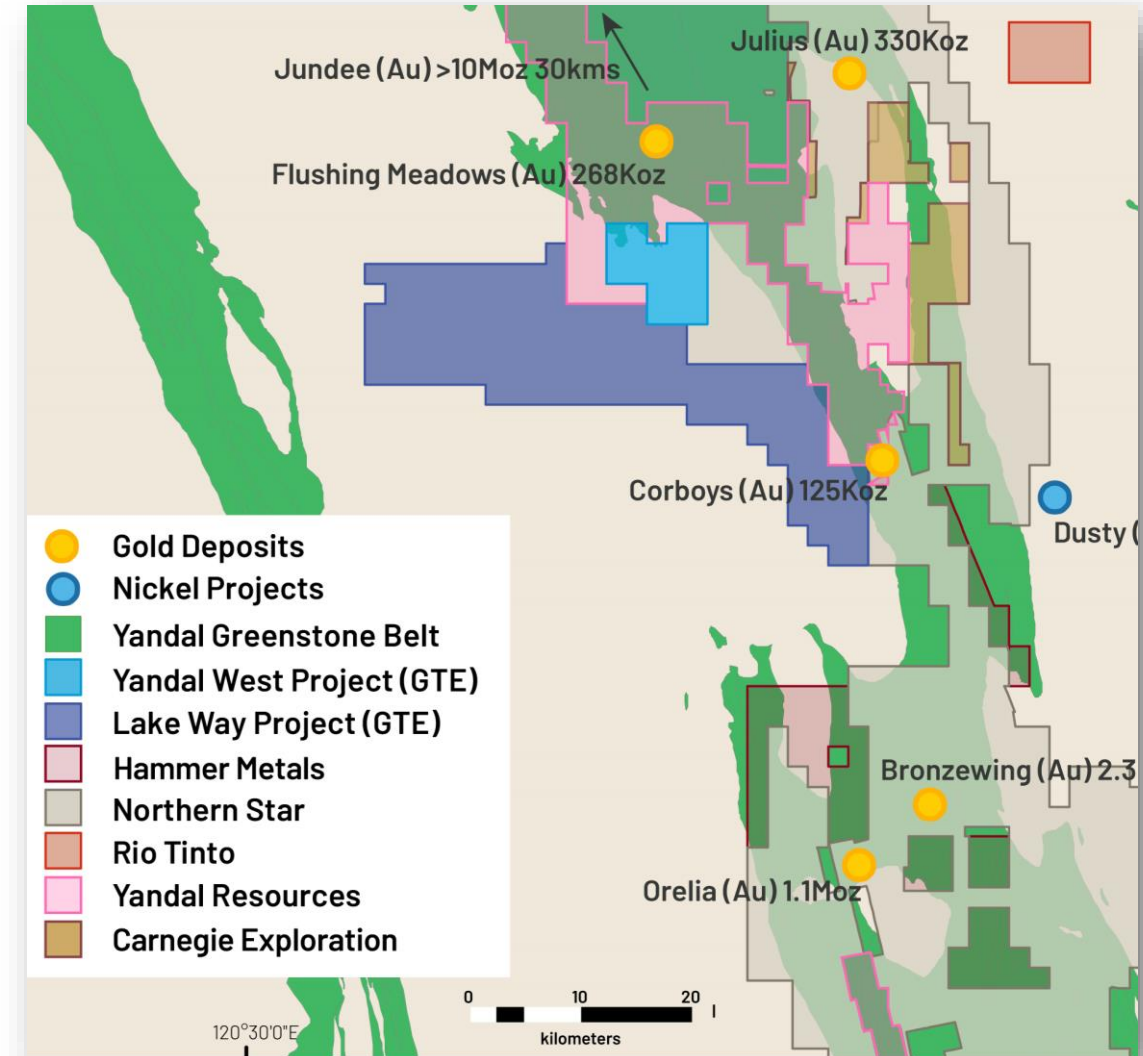 Julius (Au) 330Koz
Jundee (Au) >10Moz 30kms
Flushing Meadows (Au) 268Koz
Corboys (Au) 125Koz
Dusty (
Gold Deposits
Nickel Projects
Yandal Greenstone Belt
Yandal West Project (GTE)
Lake Way Project (GTE)
Hammer Metals
Northern Star
Rio Tinto
Yandal Resources
Carnegie Exploration
Bronzewing (Au) 2.3
Orelia (Au) 1.1Moz
0 10 20
kilometers
120°30'0"E